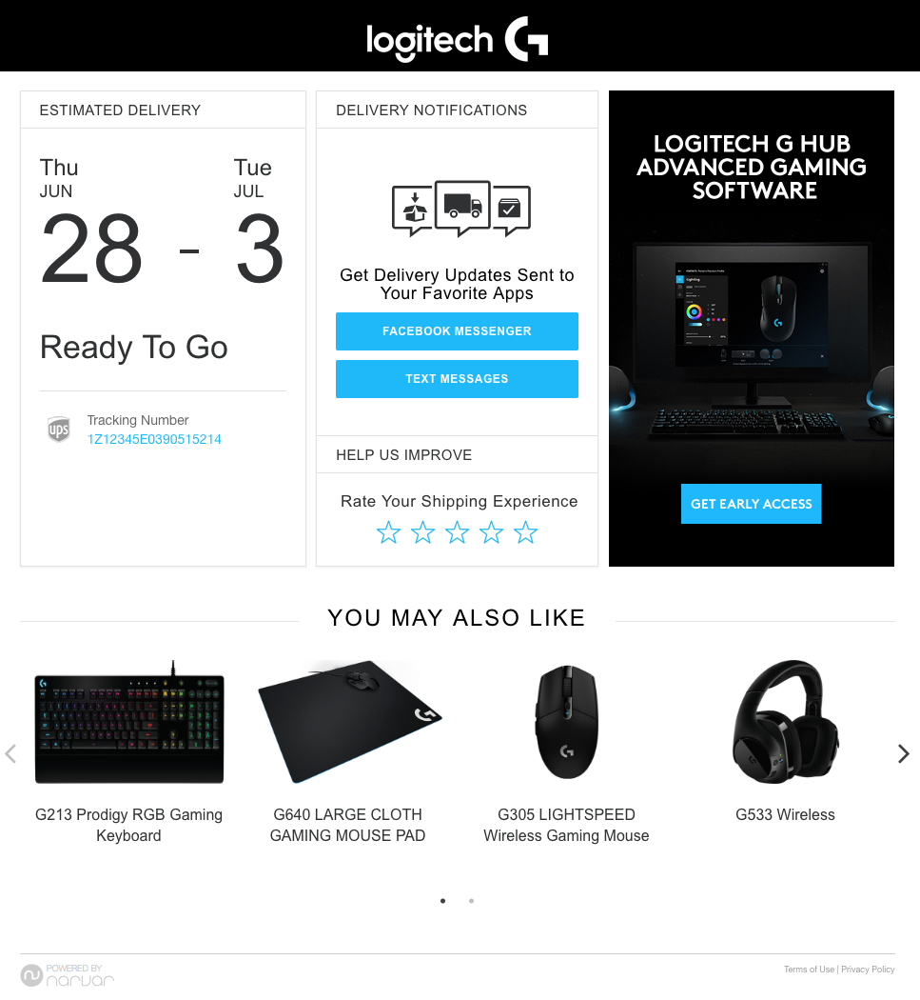 logitech G
ESTIMATED DELIVERY
Thu
JUN
28
-
Tue
JUL
3
Ready To Go
ups
Tracking Number
1Z12345E0390515214
DELIVERY NOTIFICATIONS
Get Delivery Updates Sent to
Your Favorite Apps
FACEBOOK MESSENGER
TEXT MESSAGES
HELP US IMPROVE
Rate Your Shipping Experience
LOGITECH G HUB
ADVANCED GAMING
SOFTWARE
Lighting
GET EARLY ACCESS
YOU MAY ALSO LIKE
G213 Prodigy RGB Gaming
Keyboard
G640 LARGE CLOTH
GAMING MOUSE PAD
G305 LIGHTSPEED
Wireless Gaming Mouse
G533 Wireless
POWERED BY
narvar
Terms of Use | Privacy Policy